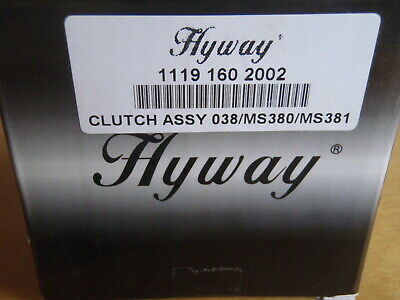 Hyway
1119 160 2002
CLUTCH ASSY 038/MS380/MS381
Hyway ®